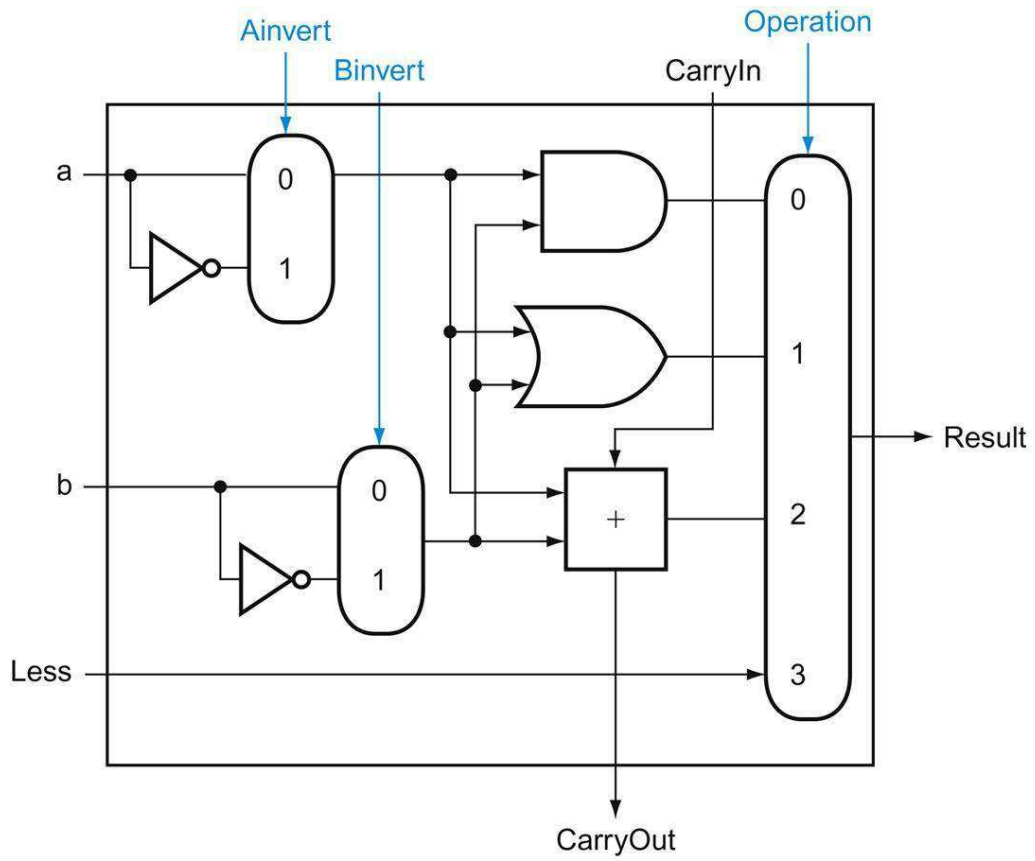 Ainvert
Operation
Binvert
CarryIn
a
0
0
1
1
Result
b
0
+
2
1
Less
3
CarryOut